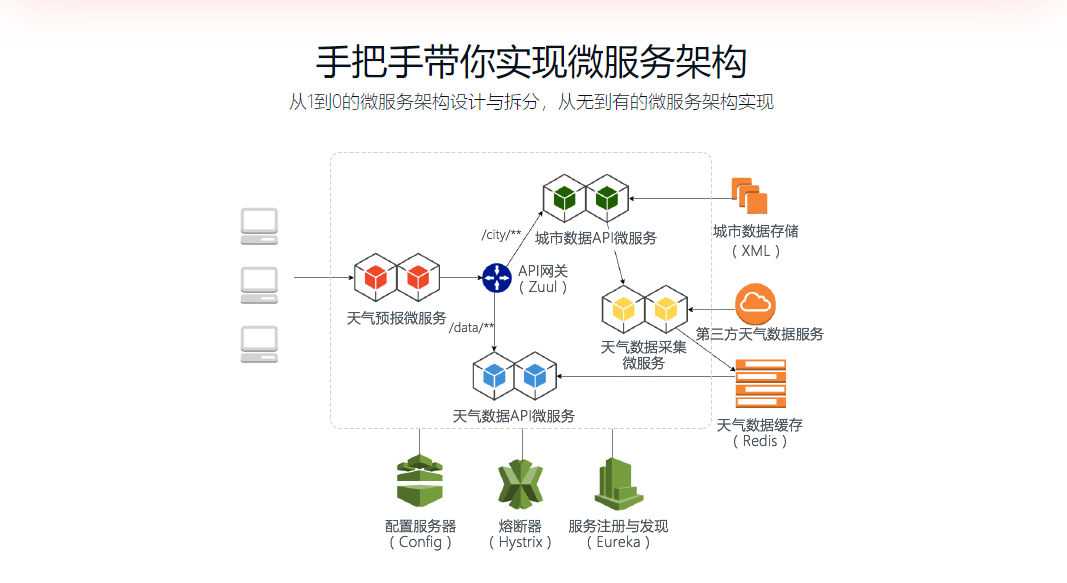 手把手带你实现微服务架构
从1到0的微服务架构设计与拆分，从无到有的微服务架构实现
/city/**
城市数据API微服务
城市数据存储
（XML）
API网关
（Zuul）
天气预报微服务
/data/**
第三方天气数据服务
天气数据采集
微服务
天气数据API微服务
天气数据缓存
（Redis）
配置服务器
（Config）
熔断器
（Hystrix）
服务注册与发现
（Eureka）